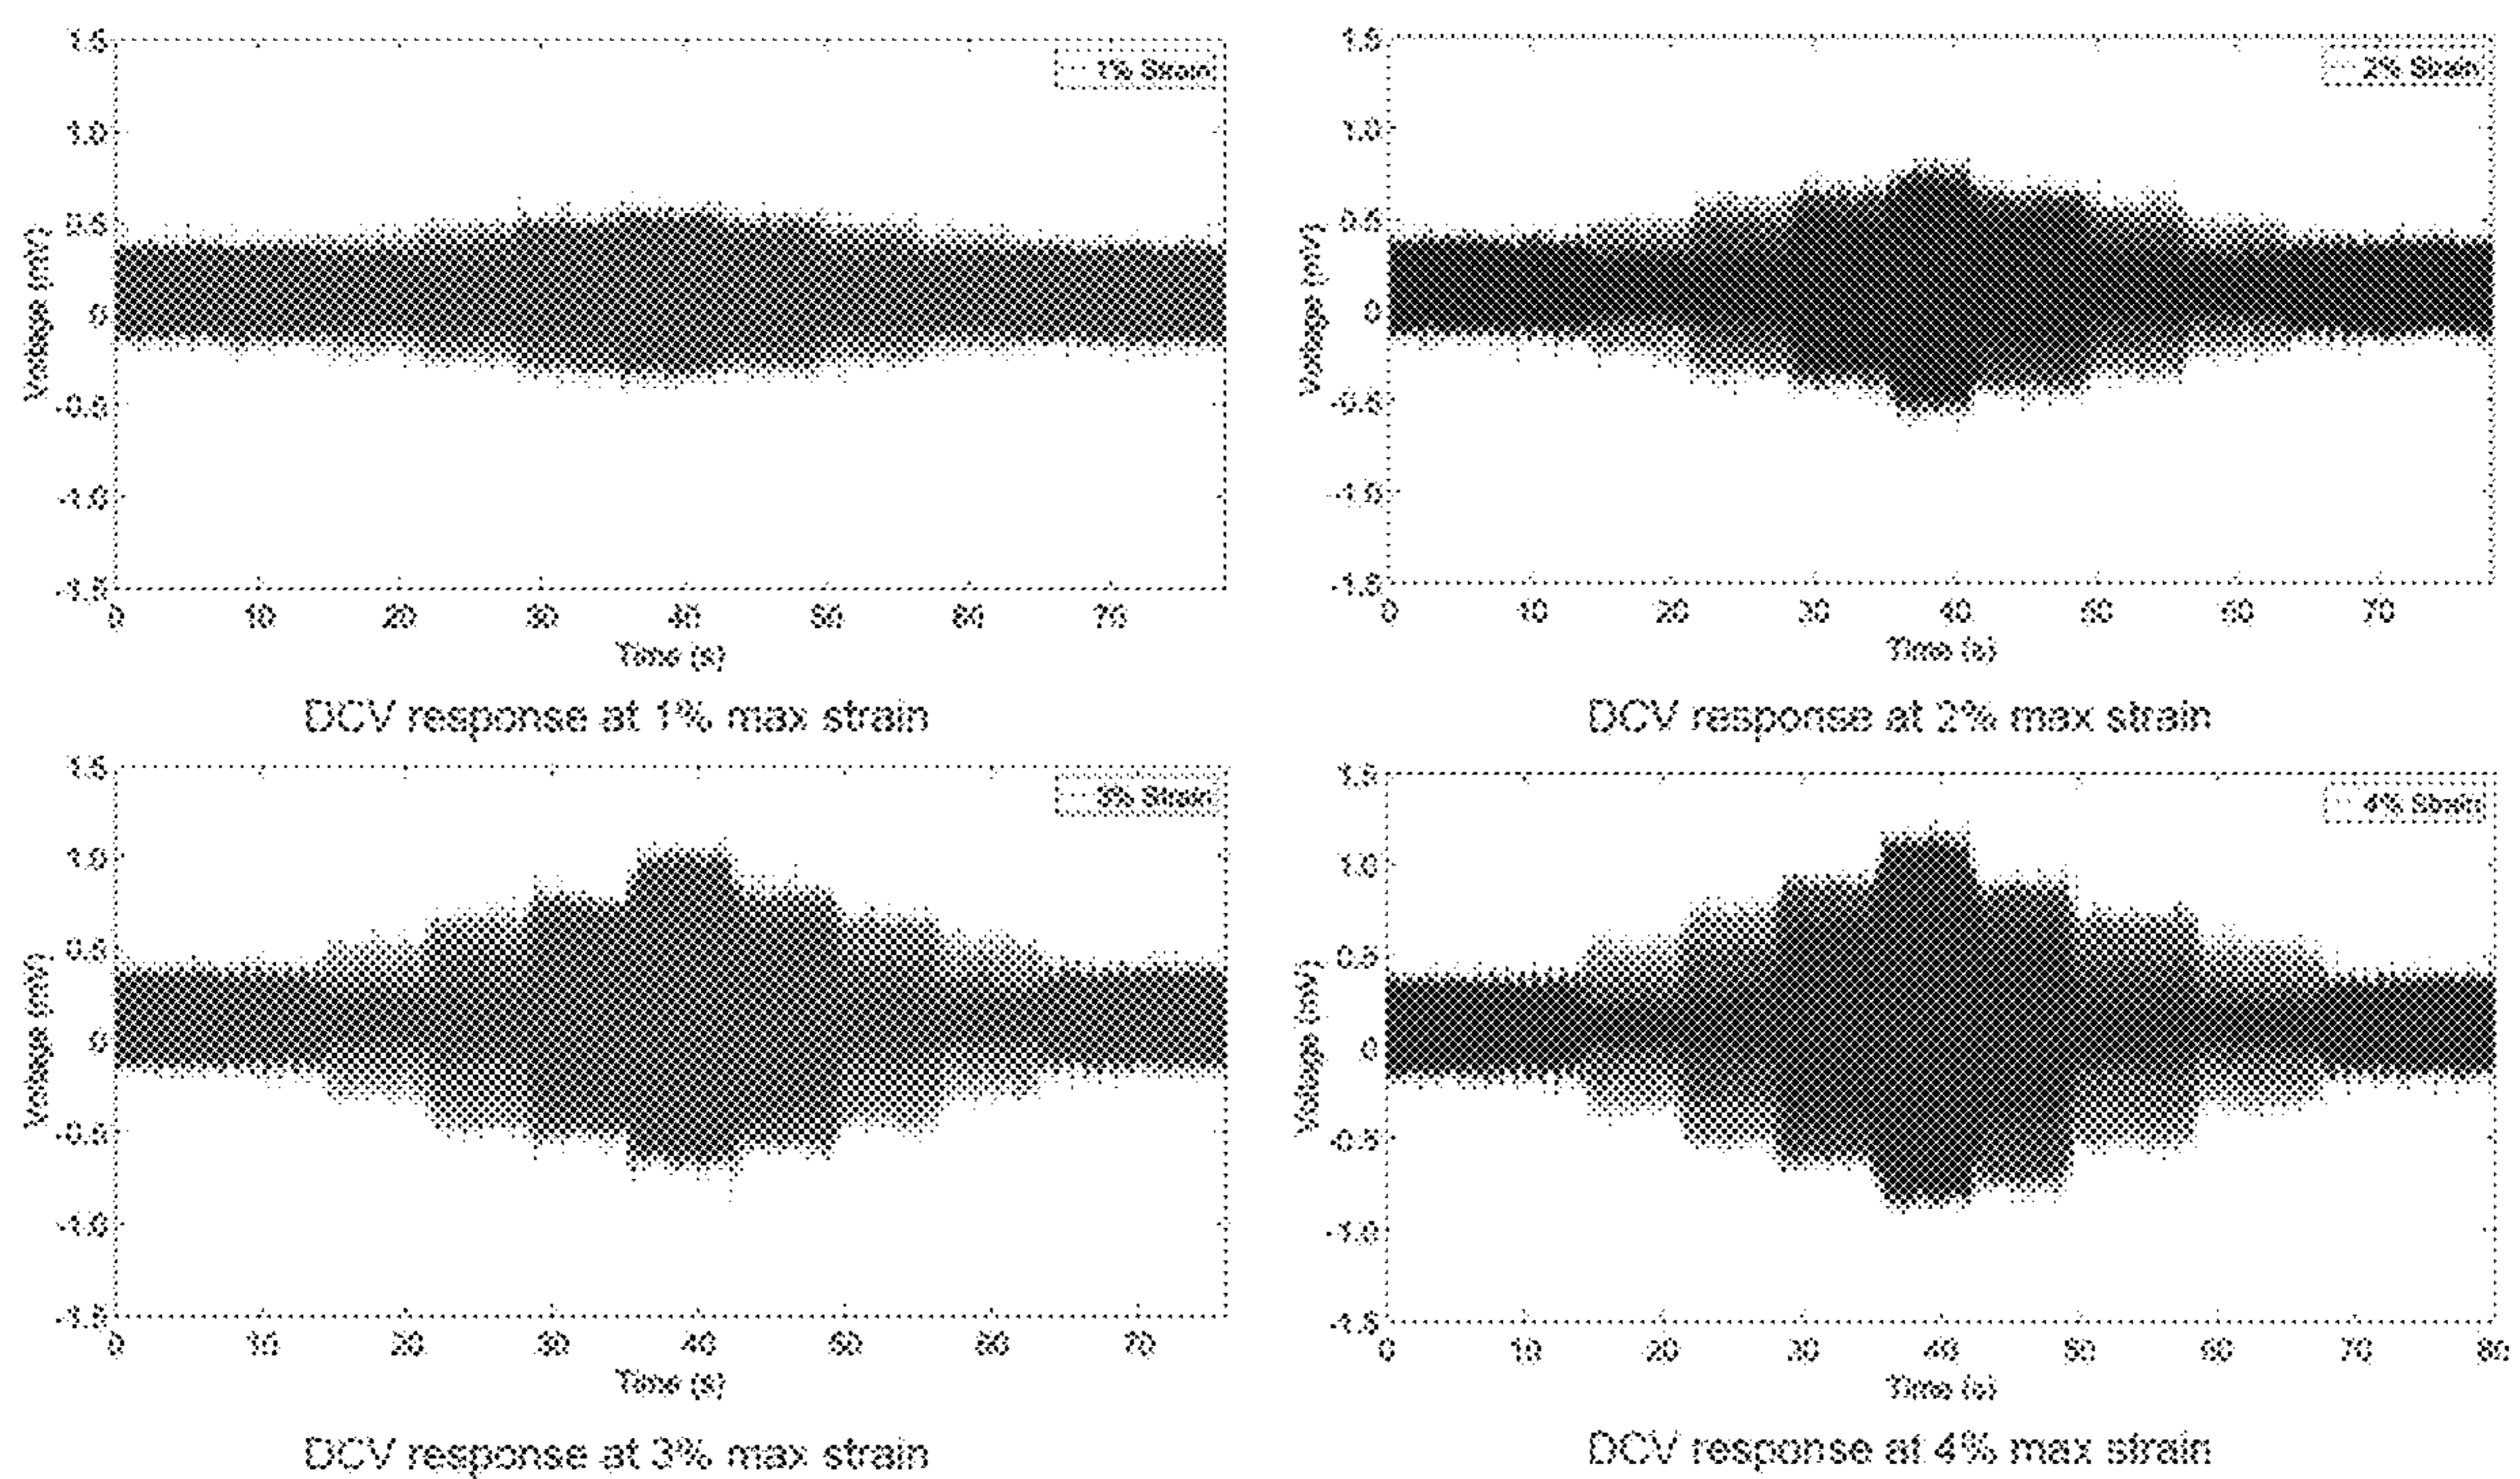 1.5
1% Strain
1.0
0.5
0
-0.5
-1.0
-1.5
Voltage (mV)
0 10 20 30 40 50 60 70
Time (s)
DCV response at 1% max strain
1.5
2% Strain
1.0
0.5
0
-0.5
-1.0
-1.5
Voltage (mV)
0 10 20 30 40 50 60 70
Time (s)
DCV response at 2% max strain
1.5
3% Strain
1.0
0.5
0
-0.5
-1.0
-1.5
Voltage (mV)
0 10 20 30 40 50 60 70
Time (s)
DCV response at 3% max strain
1.5
4% Strain
1.0
0.5
0
-0.5
-1.0
-1.5
Voltage (mV)
0 10 20 30 40 50 60 70 80
Time (s)
DCV response at 4% max strain